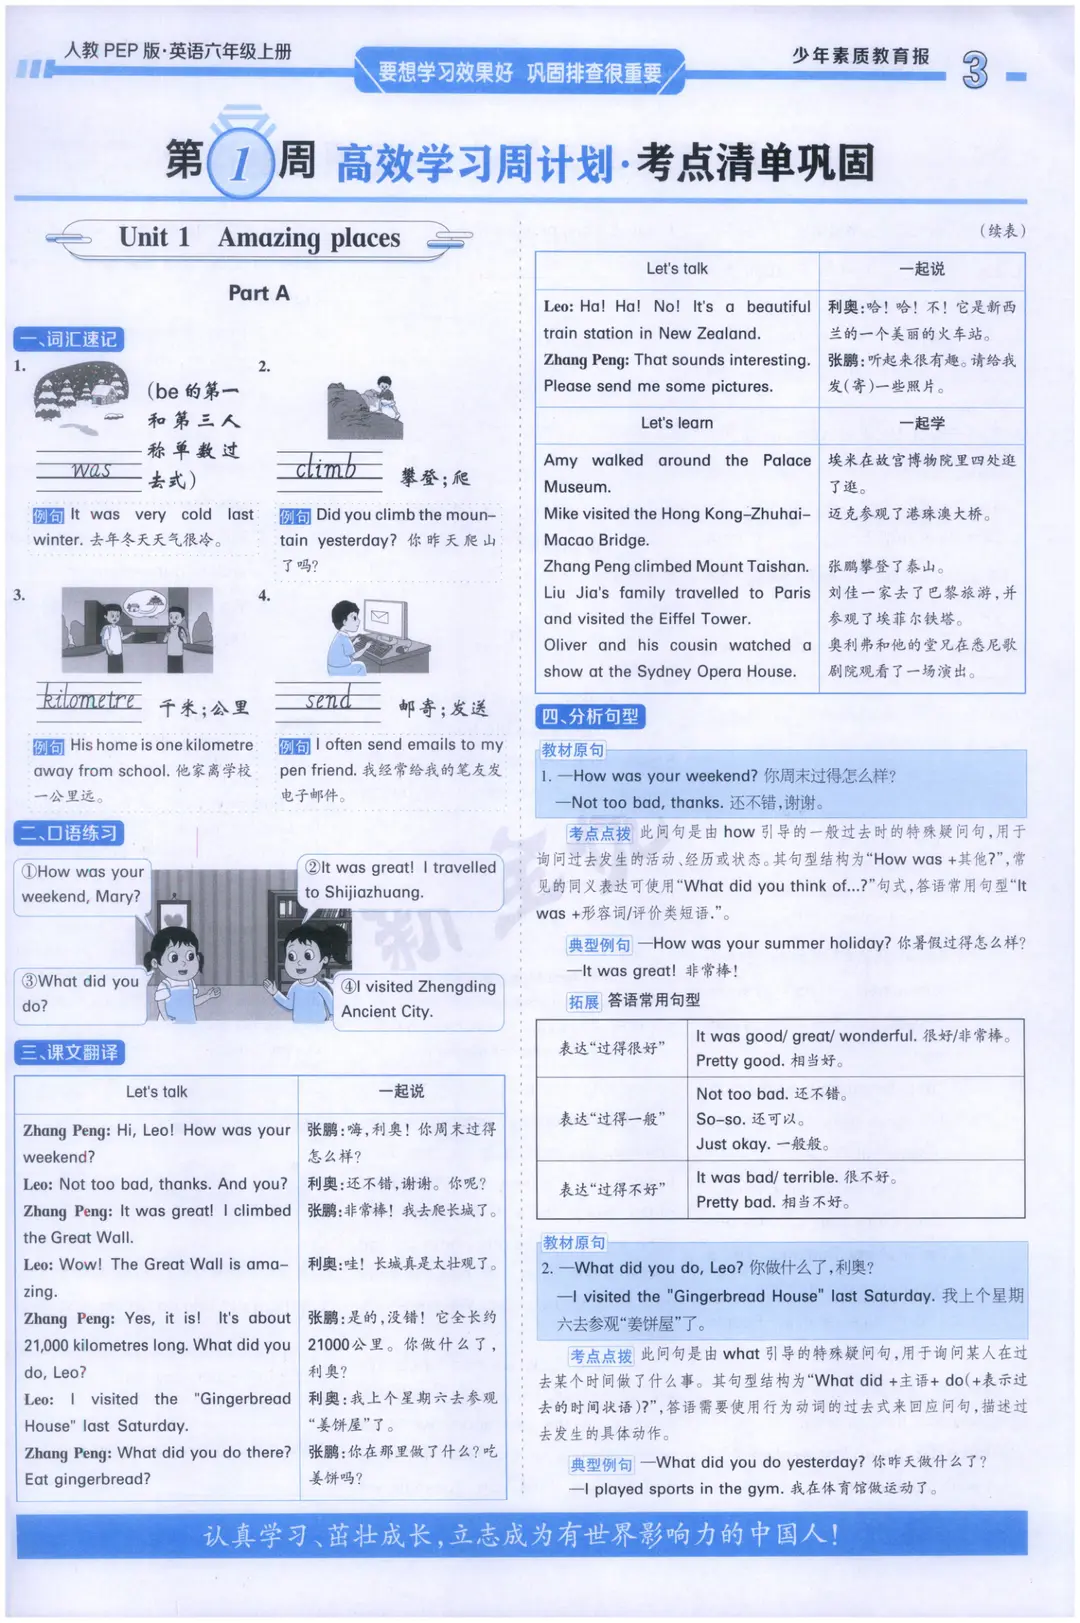 人教 PEP 版·英语六年级上册
要想学习效果好 巩固排查很重要
少年素质教育报
3
第1周 高效学习周计划·考点清单巩固
Unit 1 Amazing places
Part A
一、词汇速记
1.
was
(be 的第一
和第三人
称单数过
去式)
例句 It was very cold last
winter. 去年冬天天气很冷。
2.
climb 攀登;爬
例句 Did you climb the moun-
tain yesterday? 你昨天爬山
了吗?
3.
kilometre 千米;公里
例句 His home is one kilometre
away from school. 他家离学校
一公里远。
4.
send 邮寄;发送
例句 I often send emails to my
pen friend. 我经常给我的笔友发
电子邮件。
二、口语练习
①How was your
weekend, Mary?
②It was great! I travelled
to Shijiazhuang.
③What did you
do?
④I visited Zhengding
Ancient City.
三、课文翻译
Let's talk 一起说
Zhang Peng: Hi, Leo! How was your
weekend?
张鹏:嗨,利奥! 你周末过得
怎么样?
Leo: Not too bad, thanks. And you?
利奥:还不错,谢谢。你呢?
Zhang Peng: It was great! I climbed
the Great Wall.
张鹏:非常棒! 我去爬长城了。
Leo: Wow! The Great Wall is ama-
zing.
利奥:哇! 长城真是太壮观了。
Zhang Peng: Yes, it is! It's about
21,000 kilometres long. What did you
do, Leo?
张鹏:是的,没错! 它全长约
21000公里。你做什么了,
利奥?
Leo: I visited the "Gingerbread
House" last Saturday.
利奥:我上个星期六去参观
“姜饼屋”了。
Zhang Peng: What did you do there?
Eat gingerbread?
张鹏:你在那里做了什么?吃
姜饼吗?
(续表)
Let's talk 一起说
Leo: Ha! Ha! No! It's a beautiful
train station in New Zealand.
利奥:哈! 哈! 不! 它是新西
兰的一个美丽的火车站。
Zhang Peng: That sounds interesting.
Please send me some pictures.
张鹏:听起来很有趣。请给我
发(寄)一些照片。
Let's learn 一起学
Amy walked around the Palace
Museum.
埃米在故宫博物院里四处逛
了逛。
Mike visited the Hong Kong-Zhuhai-
Macao Bridge.
迈克参观了港珠澳大桥。
Zhang Peng climbed Mount Taishan.
张鹏攀登了泰山。
Liu Jia's family travelled to Paris
and visited the Eiffel Tower.
刘佳一家去了巴黎旅游,并
参观了埃菲尔铁塔。
Oliver and his cousin watched a
show at the Sydney Opera House.
奥利弗和他的堂兄在悉尼歌
剧院观看了一场演出。
四、分析句型
教材原句
1. —How was your weekend? 你周末过得怎么样?
—Not too bad, thanks. 还不错,谢谢。
考点点拨 此问句是由 how 引导的一般过去时的特殊疑问句,用于
询问过去发生的活动、经历或状态。其句型结构为“How was +其他?”,常
见的同义表达可使用“What did you think of...?”句式,答语常用句型“It
was +形容词/评价类短语.”。
典型例句 —How was your summer holiday? 你暑假过得怎么样?
—It was great! 非常棒!
拓展 答语常用句型
表达“过得很好”
It was good/ great/ wonderful. 很好/非常棒。
Pretty good. 相当好。
表达“过得一般”
Not too bad. 还不错。
So-so. 还可以。
Just okay. 一般般。
表达“过得不好”
It was bad/ terrible. 很不好。
Pretty bad. 相当不好。
教材原句
2. —What did you do, Leo? 你做什么了,利奥?
—I visited the "Gingerbread House" last Saturday. 我上个星期
六去参观“姜饼屋”了。
考点点拨 此问句是由 what 引导的特殊疑问句,用于询问某人在过
去某个时间做了什么事。其句型结构为“What did +主语+ do(+表示过
去的时间状语)?”,答语需要使用行为动词的过去式来回应问句,描述过
去发生的具体动作。
典型例句 —What did you do yesterday? 你昨天做什么了?
—I played sports in the gym. 我在体育馆做运动了。
认真学习、茁壮成长,立志成为有世界影响力的中国人!